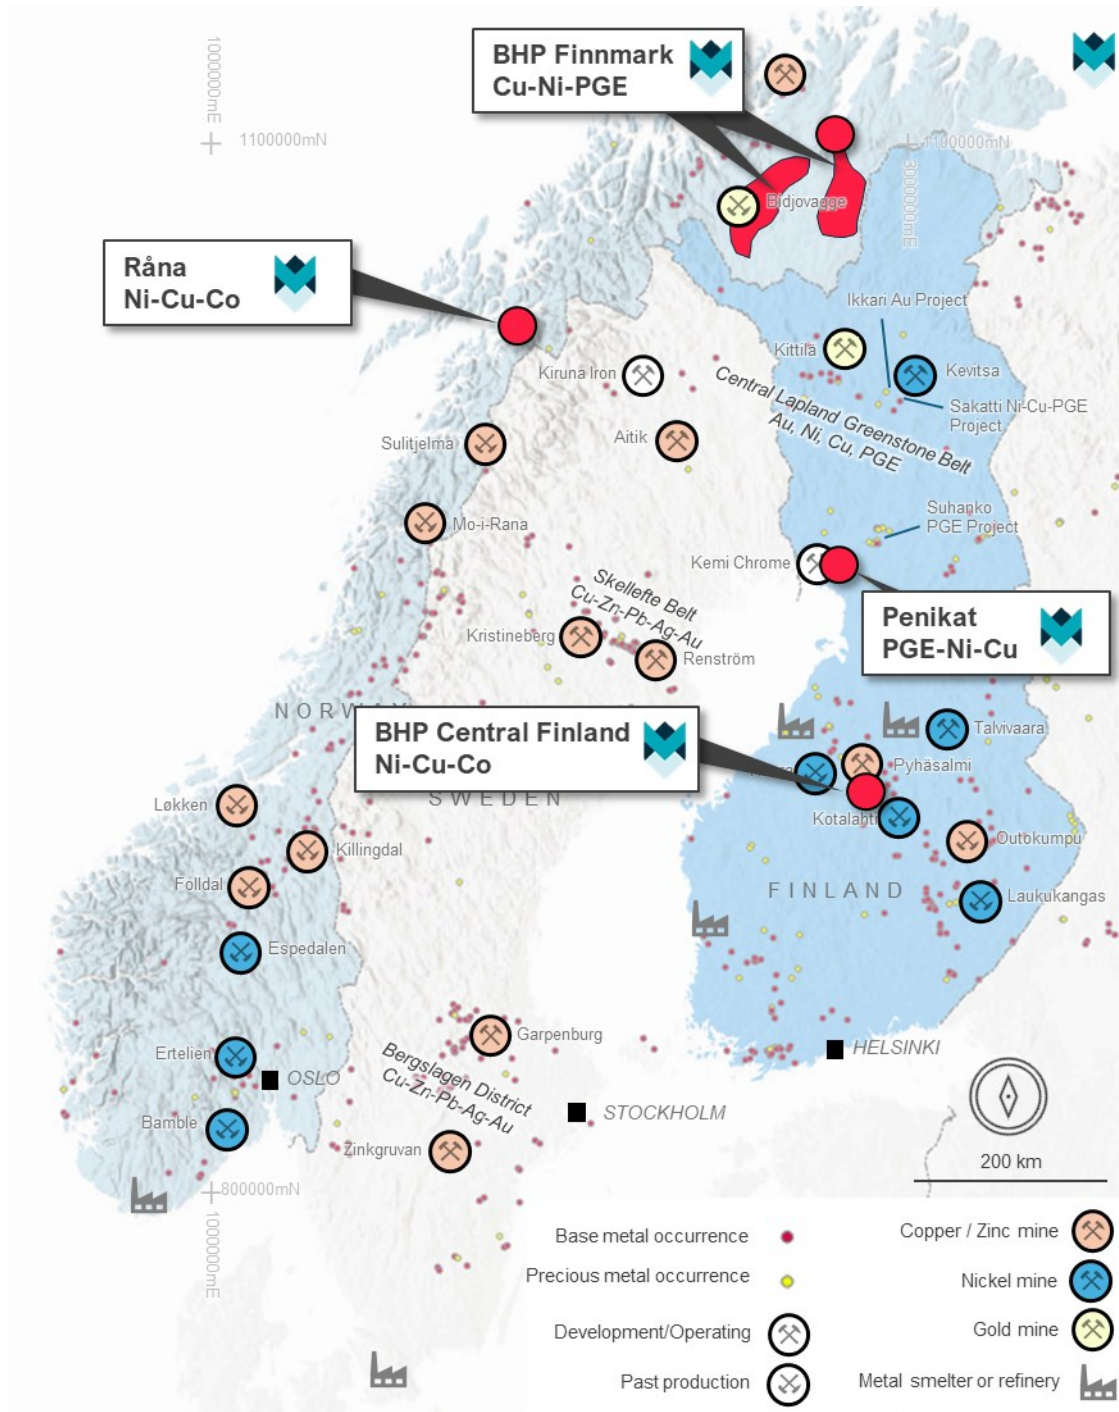 BHP Finnmark
Cu-Ni-PGE
1000000mE
1100000mN
1100000mN
3000000mE
Bidjovagge
Råna
Ni-Cu-Co
Ikkari Au Project
Kittilä
Kevitsa
Kiruna Iron
Central Lapland Greenstone Belt
Au, Ni, Cu, PGE
Sakatti Ni-Cu-PGE
Project
Sulitjelma
Aitik
Mo-i-Rana
Suhanko
PGE Project
Kemi Chrome
Skellefte Belt
Cu-Zn-Pb-Ag-Au
Penikat
PGE-Ni-Cu
Kristineberg
Renström
NORWAY
BHP Central Finland
Ni-Cu-Co
Talvivaara
Pyhäsalmi
SWEDEN
Løkken
Kotalahti
Killingdal
Outokumpu
Folldal
FINLAND
Laukukangas
Espedalen
Garpenburg
Ertelien
HELSINKI
OSLO
Bergslagen District
Cu-Zn-Pb-Ag-Au
STOCKHOLM
Bamble
Zinkgruvan
200 km
800000mN
1000000mE
Base metal occurrence
Precious metal occurrence
Development/Operating
Past production
Copper / Zinc mine
Nickel mine
Gold mine
Metal smelter or refinery